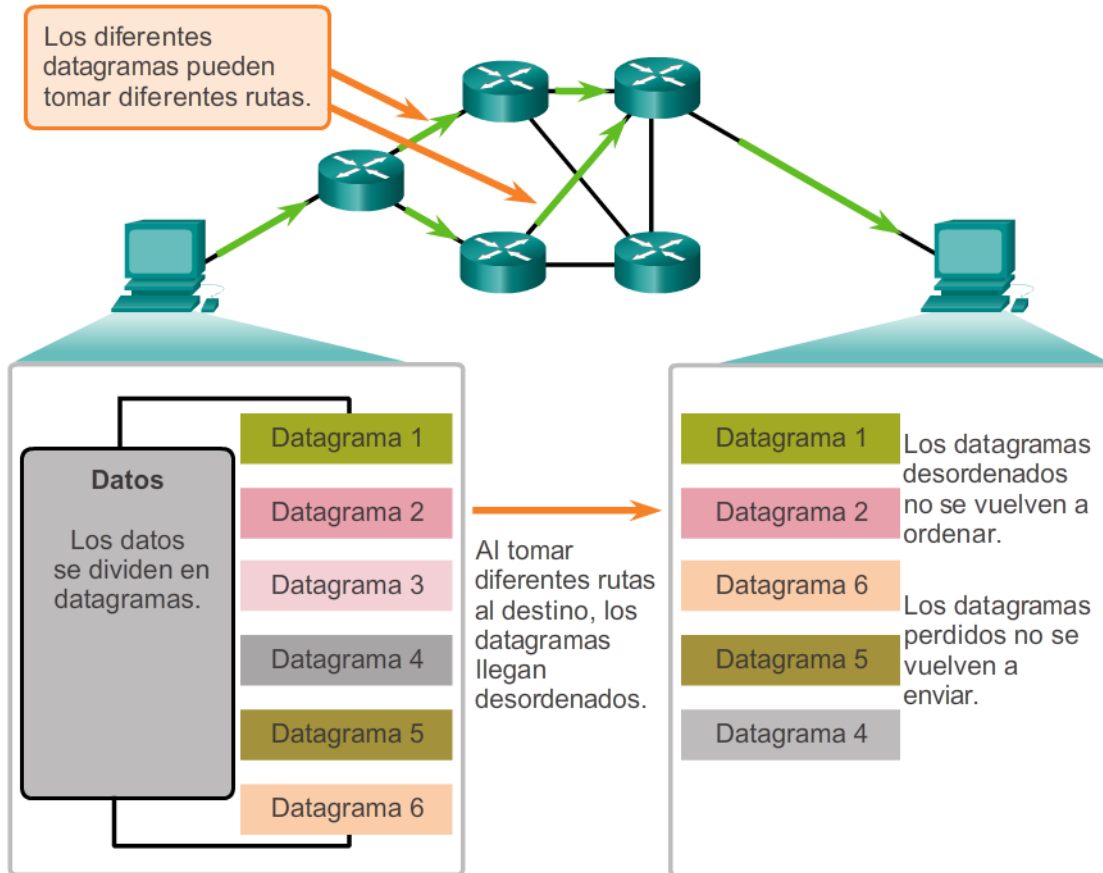 Los diferentes
datagramas pueden
tomar diferentes rutas.
Datos
Los datos
se dividen en
datagramas.
Datagrama 1
Datagrama 2
Datagrama 3
Datagrama 4
Datagrama 5
Datagrama 6
Al tomar
diferentes rutas
al destino, los
datagramas
llegan
desordenados.
Datagrama 1
Datagrama 2
Datagrama 6
Datagrama 5
Datagrama 4
Los datagramas
desordenados
no se vuelven a
ordenar.
Los datagramas
perdidos no se
vuelven a
enviar.